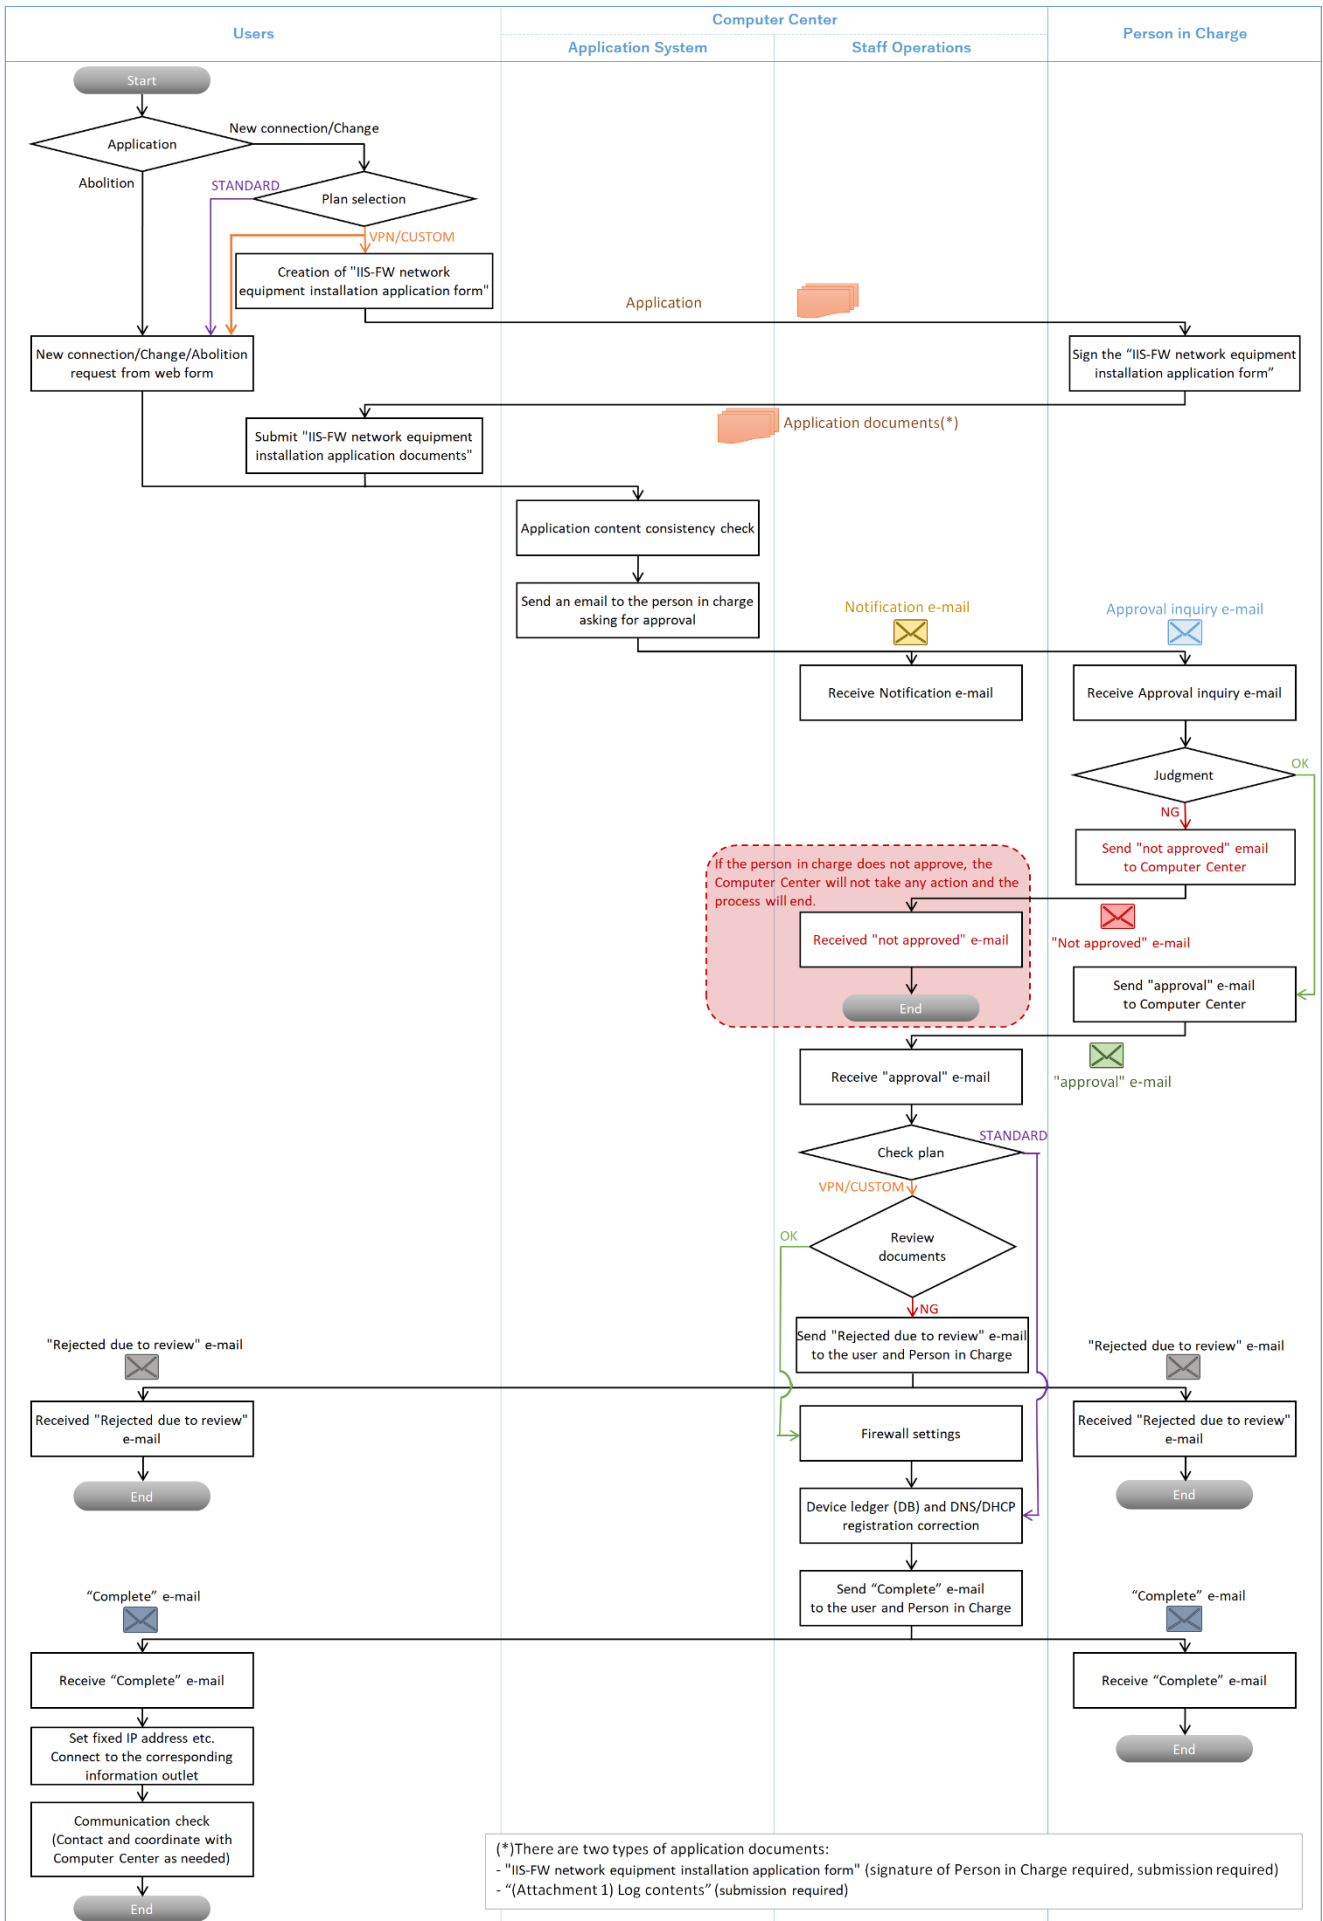 Users
Computer Center
Person in Charge
Application System
Staff Operations
Start
New connection/Change
Application
Abolition
STANDARD
Plan selection
VPN/CUSTOM
Creation of "IIS-FW network
equipment installation application form"
Application
New connection/Change/Abolition
request from web form
Sign the “IIS-FW network equipment
installation application form”
Application documents(*)
Submit "IIS-FW network equipment
installation application documents"
Application content consistency check
Send an email to the person in charge
asking for approval
Notification e-mail
Approval inquiry e-mail
Receive Notification e-mail
Receive Approval inquiry e-mail
Judgment
OK
NG
Send "not approved" email
to Computer Center
If the person in charge does not approve, the
Computer Center will not take any action and the
process will end.
Received "not approved" e-mail
"Not approved" e-mail
End
Send "approval" e-mail
to Computer Center
Receive "approval" e-mail
"approval" e-mail
STANDARD
Check plan
VPN/CUSTOM
OK
Review
documents
NG
Send "Rejected due to review" e-mail
to the user and Person in Charge
"Rejected due to review" e-mail
"Rejected due to review" e-mail
Received "Rejected due to review"
e-mail
Received "Rejected due to review"
e-mail
Firewall settings
End
End
Device ledger (DB) and DNS/DHCP
registration correction
Send “Complete” e-mail
to the user and Person in Charge
“Complete” e-mail
“Complete” e-mail
Receive “Complete” e-mail
Receive “Complete” e-mail
Set fixed IP address etc.
Connect to the corresponding
information outlet
End
Communication check
(Contact and coordinate with
Computer Center as needed)
End
(*)There are two types of application documents:
- "IIS-FW network equipment installation application form" (signature of Person in Charge required, submission required)
- “(Attachment 1) Log contents” (submission required)